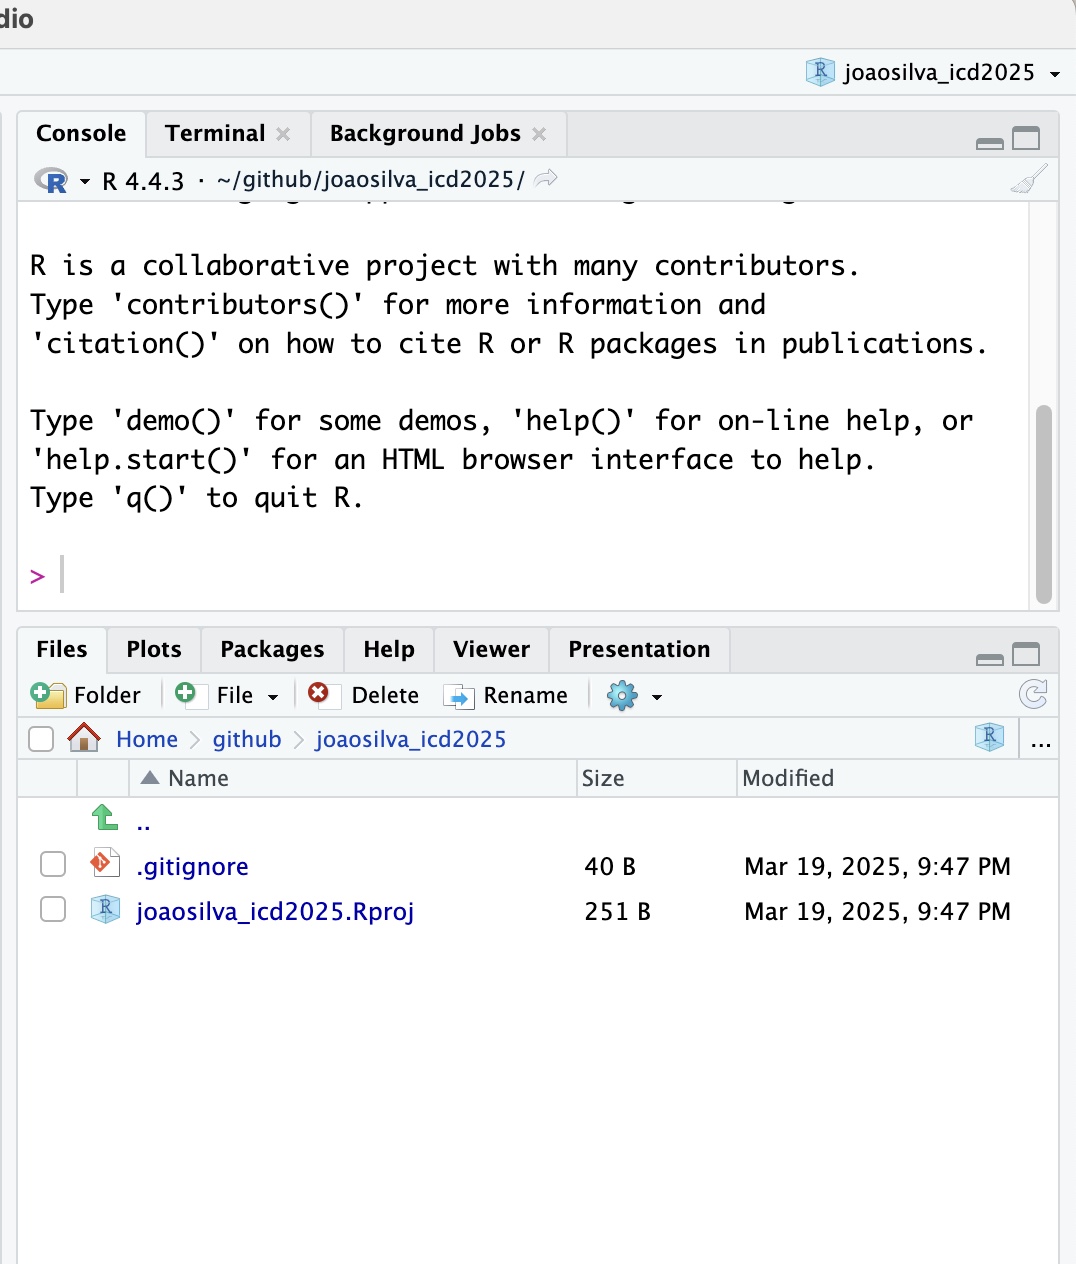 dio
joaosilva_icd2025
Console Terminal Background Jobs
R 4.4.3 · ~/github/joaosilva_icd2025/
R is a collaborative project with many contributors.
Type 'contributors()' for more information and
'citation()' on how to cite R or R packages in publications.
Type 'demo()' for some demos, 'help()' for on-line help, or
'help.start()' for an HTML browser interface to help.
Type 'q()' to quit R.
>
Files Plots Packages Help Viewer Presentation
Folder File Delete Rename
Home github joaosilva_icd2025 ...
Name Size Modified
..
.gitignore 40 B Mar 19, 2025, 9:47 PM
joaosilva_icd2025.Rproj 251 B Mar 19, 2025, 9:47 PM